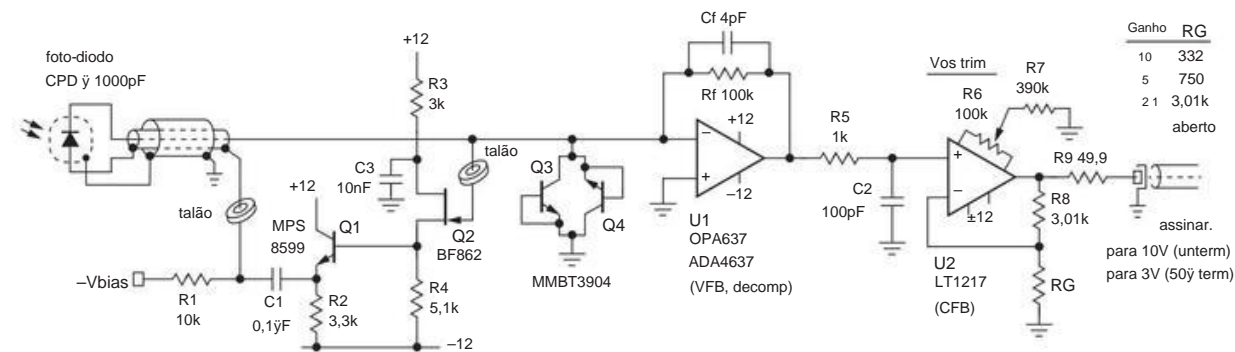 foto-diodo
CPD ÿ 1000pF
talão
–Vbias
R1
10k
C1
0,1ÿF
+12
MPS
8599
Q1
R2
3,3k
+12
R3
3k
C3
10nF
talão
Q2
BF862
R4
5,1k
–12
Q3
Q4
MMBT3904
Cf 4pF
Rf 100k
+12
–
+
–12
U1
OPA637
ADA4637
(VFB, decomp)
R5
1k
C2
100pF
Vos trim
R6
100k
R7
390k
+
–
±12
U2
LT1217
(CFB)
R9 49,9
R8
3,01k
RG
Ganho RG
10 332
5 750
2 1 3,01k
aberto
assinar.
para 10V (unterm)
para 3V (50ÿ term)